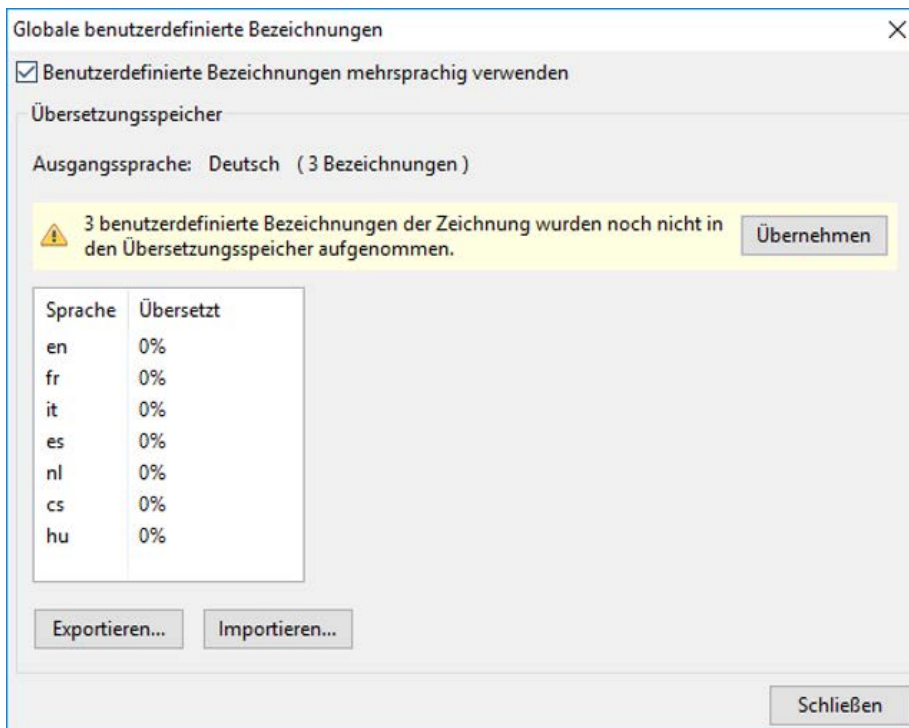 Globale benutzerdefinierte Bezeichnungen
Benutzerdefinierte Bezeichnungen mehrsprachig verwenden
Übersetzungsspeicher
Ausgangssprache: Deutsch ( 3 Bezeichnungen )
3 benutzerdefinierte Bezeichnungen der Zeichnung wurden noch nicht in
den Übersetzungsspeicher aufgenommen.
Übernehmen
Sprache Übersetzt
en 0%
fr 0%
it 0%
es 0%
nl 0%
cs 0%
hu 0%
Exportieren... Importieren...
Schließen